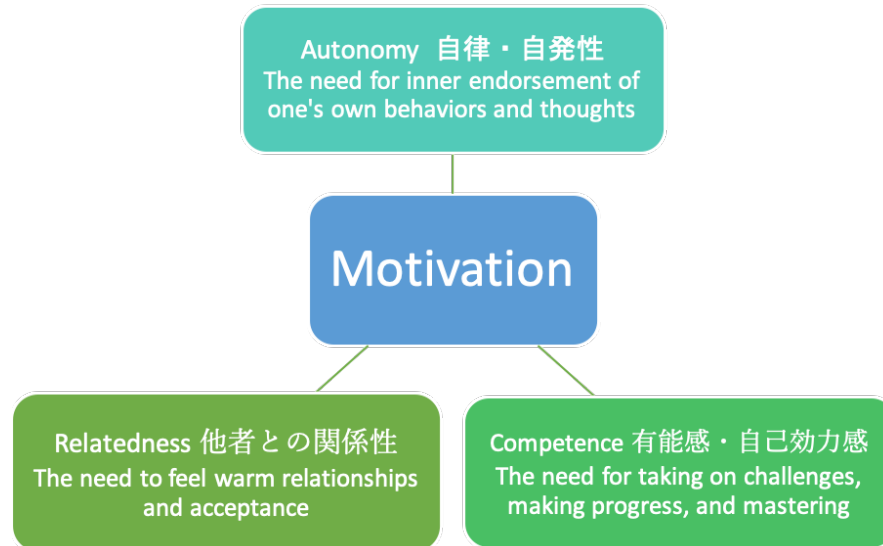 Autonomy 自律・自発性
The need for inner endorsement of
one's own behaviors and thoughts
Motivation
Relatedness 他者との関係性
The need to feel warm relationships
and acceptance
Competence 有能感・自己効力感
The need for taking on challenges,
making progress, and mastering